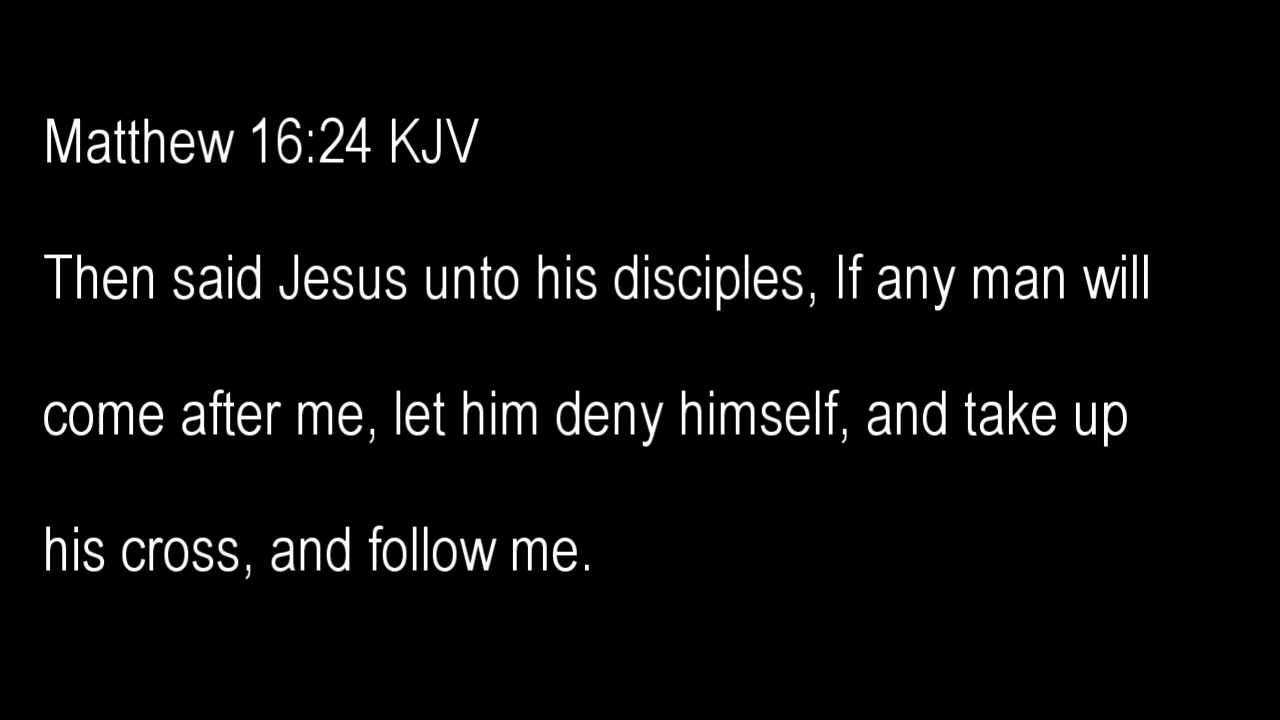 Matthew 16:24 KJV
Then said Jesus unto his disciples, If any man will
come after me, let him deny himself, and take up
his cross, and follow me.